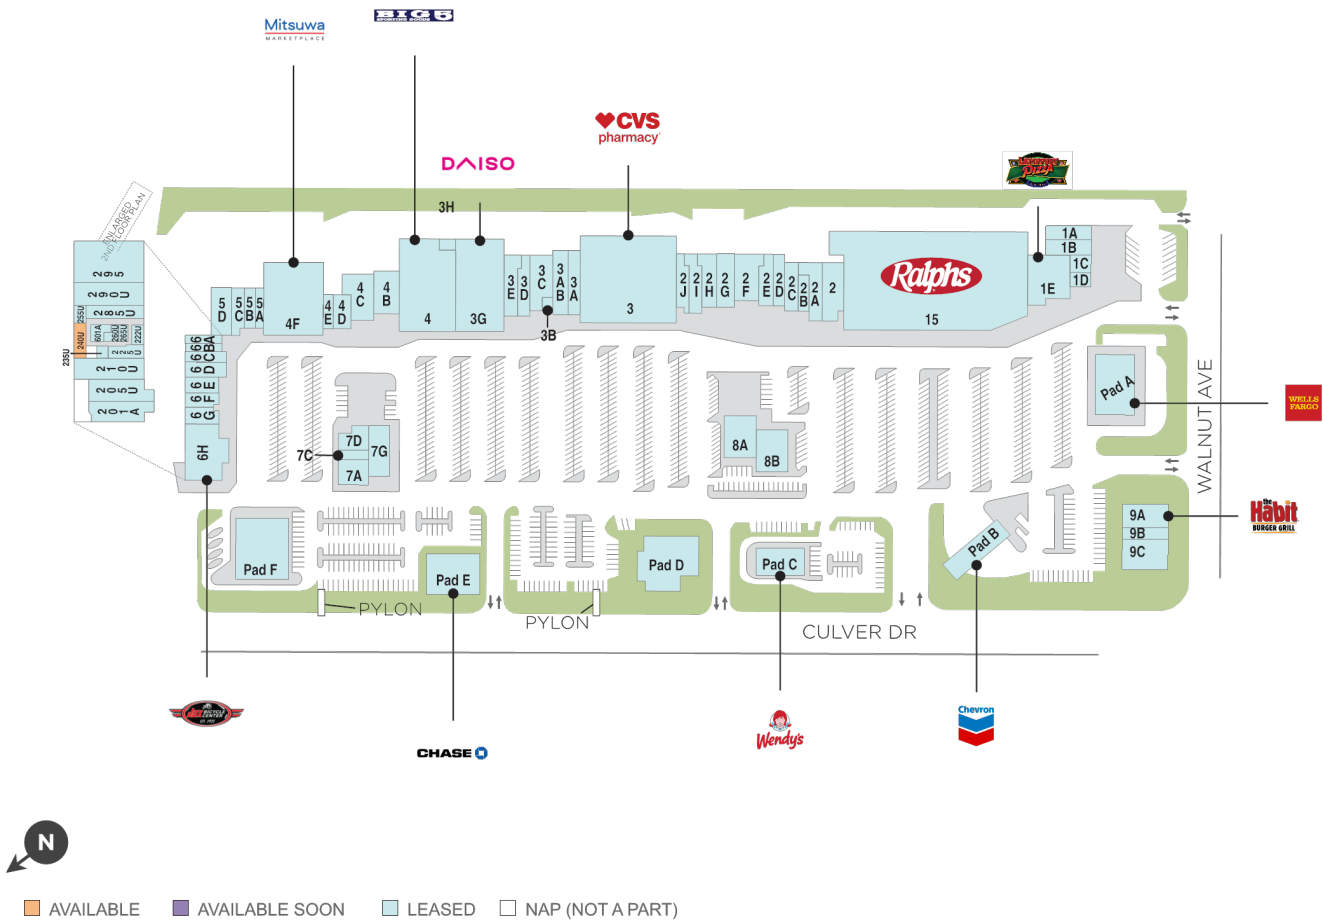 Mitsuwa
MARKETPLACE
BIG 5
SPORTING GOODS
CVS
pharmacy
DAISO
3H
ENLARGED
2ND FLOOR PLAN
295
290U
285U
255U
240U
601A
260U
265U
222U
235U
225U
210U
205U
201A
5D
5C
5B
5A
4F
4E
4D
4C
4B
4
3G
3E
3D
3C
3B
3AB
3A
3
2J
2I
2H
2G
2F
2E
2D
2C
2B
2A
2
Ralphs
15
Pizza
1A
1B
1C
1D
1E
6A
6B
6C
6D
6E
6F
6G
6H
7D
7C
7G
7A
8A
8B
Pad A
WELLS
FARGO
WALNUT AVE
9A
9B
9C
the
Habit
BURGER GRILL
Pad B
Pad C
Pad D
Pad E
Pad F
PYLON
PYLON
CULVER DR
BICYCLE
CENTER
CHASE
Wendy's
Chevron
N
AVAILABLE
AVAILABLE SOON
LEASED
NAP (NOT A PART)